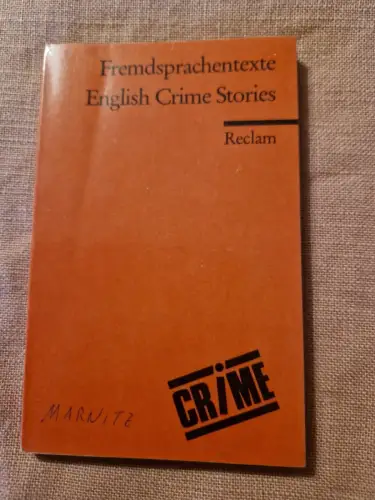 Fremdsprachentexte
English Crime Stories
Reclam
CRiME
MARNITZ